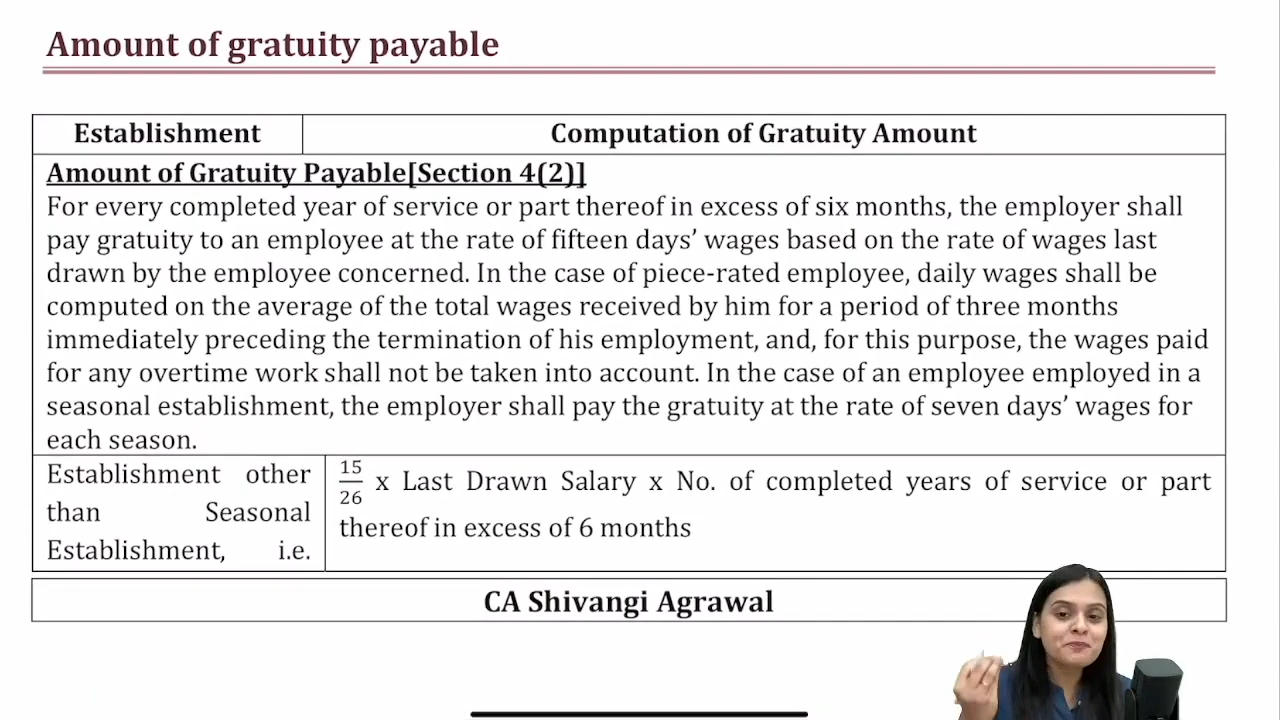 Amount of gratuity payable
Establishment
Computation of Gratuity Amount
Amount of Gratuity Payable[Section 4(2)]
For every completed year of service or part thereof in excess of six months, the employer shall
pay gratuity to an employee at the rate of fifteen days’ wages based on the rate of wages last
drawn by the employee concerned. In the case of piece-rated employee, daily wages shall be
computed on the average of the total wages received by him for a period of three months
immediately preceding the termination of his employment, and, for this purpose, the wages paid
for any overtime work shall not be taken into account. In the case of an employee employed in a
seasonal establishment, the employer shall pay the gratuity at the rate of seven days’ wages for
each season.
Establishment other
than Seasonal
Establishment, i.e.
15/26 x Last Drawn Salary x No. of completed years of service or part
thereof in excess of 6 months
CA Shivangi Agrawal